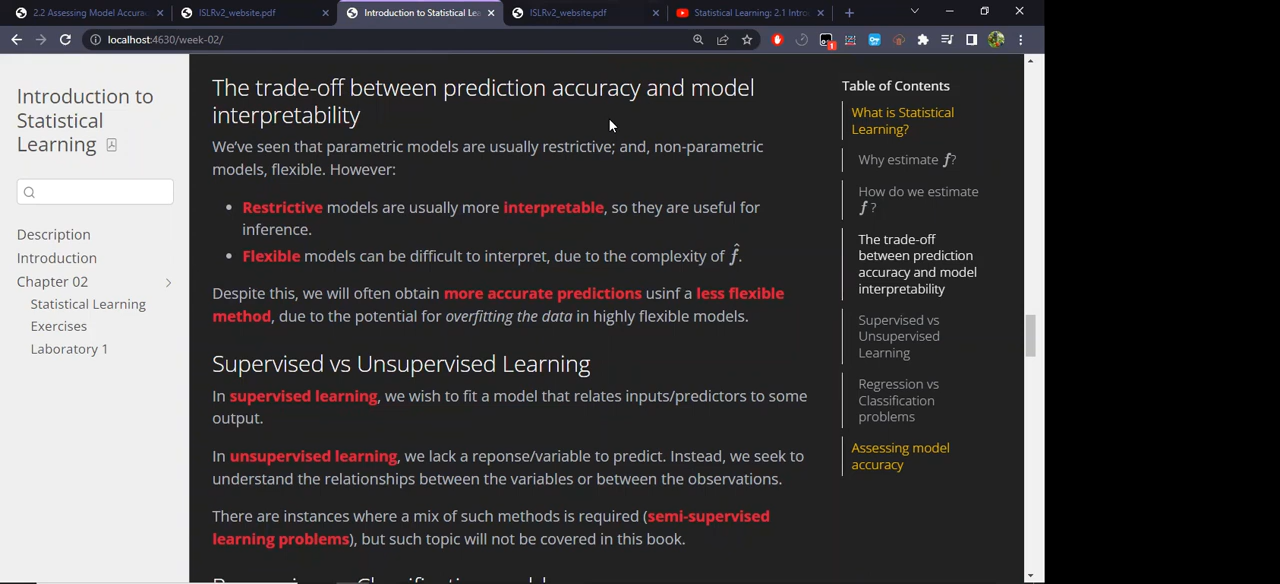 2.2 Assessing Model Accurac
ISLRv2_website.pdf
Introduction to Statistical Lea
ISLRv2_website.pdf
Statistical Learning: 2.1 Intro
localhost:4630/week-02/
1
Introduction to
Statistical
Learning
Description
Introduction
Chapter 02
Statistical Learning
Exercises
Laboratory 1
The trade-off between prediction accuracy and model
interpretability
We've seen that parametric models are usually restrictive; and, non-parametric
models, flexible. However:
• Restrictive models are usually more interpretable, so they are useful for
inference.
• Flexible models can be difficult to interpret, due to the complexity of f̂.
Despite this, we will often obtain more accurate predictions usinf a less flexible
method, due to the potential for overfitting the data in highly flexible models.
Supervised vs Unsupervised Learning
In supervised learning, we wish to fit a model that relates inputs/predictors to some
output.
In unsupervised learning, we lack a reponse/variable to predict. Instead, we seek to
understand the relationships between the variables or between the observations.
There are instances where a mix of such methods is required (semi-supervised
learning problems), but such topic will not be covered in this book.
Table of Contents
What is Statistical
Learning?
Why estimate f?
How do we estimate
f?
The trade-off
between prediction
accuracy and model
interpretability
Supervised vs
Unsupervised
Learning
Regression vs
Classification
problems
Assessing model
accuracy